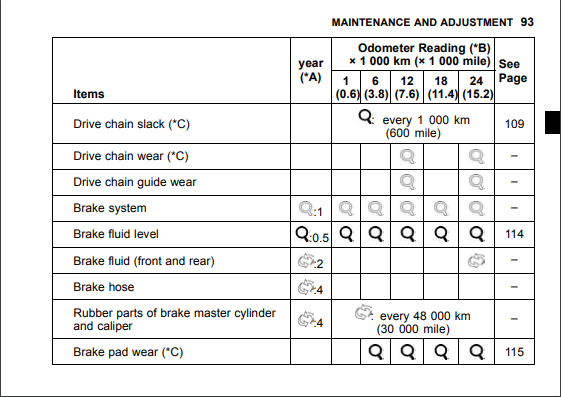 MAINTENANCE AND ADJUSTMENT 93
Items
year
(*A)
Odometer Reading (*B)
× 1 000 km (× 1 000 mile)
See
Page
1 6 12 18 24
(0.6) (3.8) (7.6) (11.4) (15.2)
Drive chain slack (*C) : every 1 000 km
(600 mile) 109
Drive chain wear (*C) –
Drive chain guide wear –
Brake system :1 –
Brake fluid level :0.5 114
Brake fluid (front and rear) :2 –
Brake hose :4 –
Rubber parts of brake master cylinder
and caliper :4 : every 48 000 km
(30 000 mile) –
Brake pad wear (*C) 115